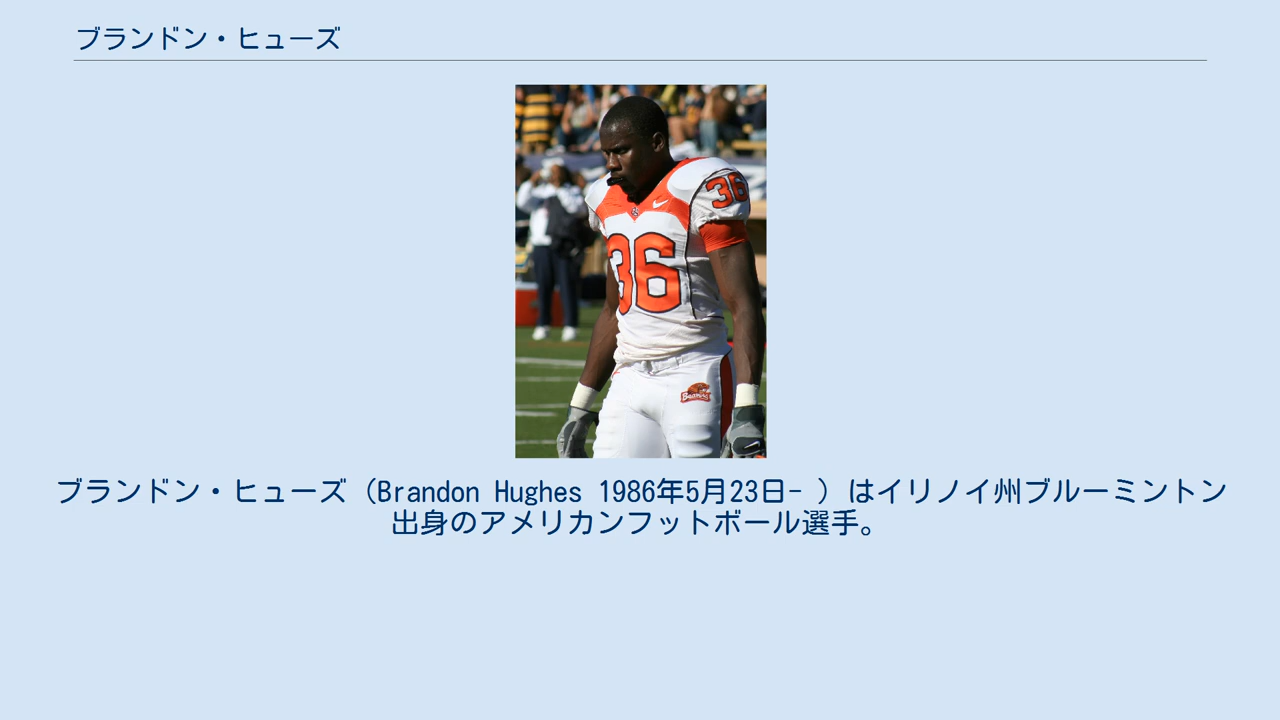 ブランドン・ヒューズ
36
36
Beavers
ブランドン・ヒューズ（Brandon Hughes 1986年5月23日- ）はイリノイ州ブルーミントン
出身のアメリカンフットボール選手。